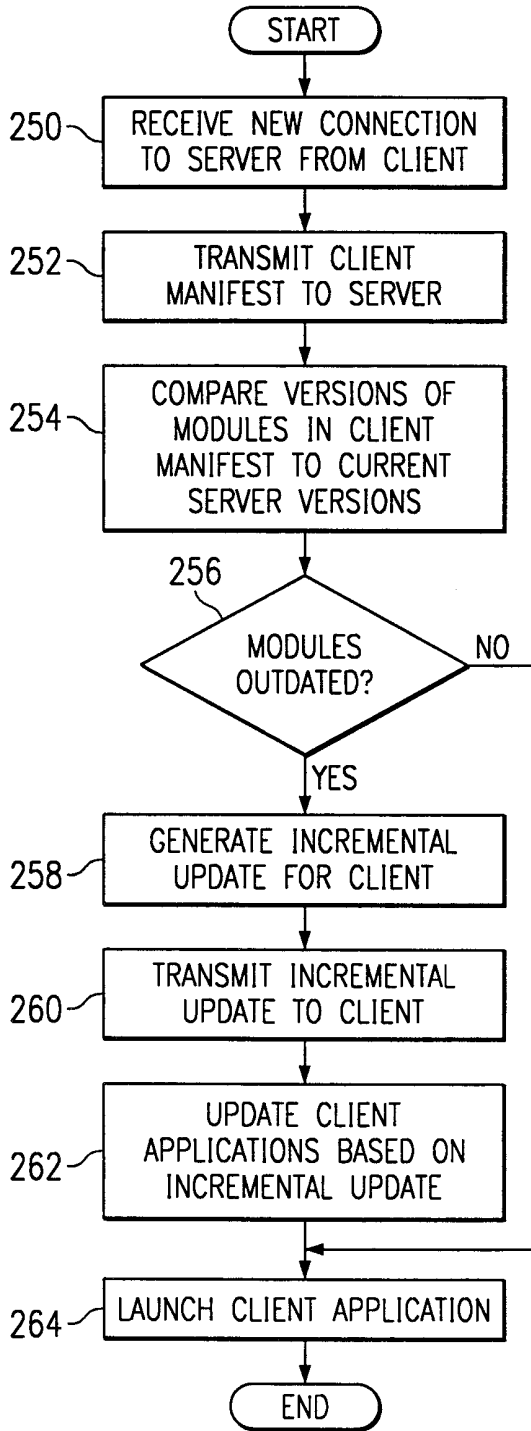 START
250
RECEIVE NEW CONNECTION
TO SERVER FROM CLIENT
252
TRANSMIT CLIENT
MANIFEST TO SERVER
254
COMPARE VERSIONS OF
MODULES IN CLIENT
MANIFEST TO CURRENT
SERVER VERSIONS
256
MODULES
OUTDATED?
NO
YES
258
GENERATE INCREMENTAL
UPDATE FOR CLIENT
260
TRANSMIT INCREMENTAL
UPDATE TO CLIENT
262
UPDATE CLIENT
APPLICATIONS BASED ON
INCREMENTAL UPDATE
264
LAUNCH CLIENT APPLICATION
END